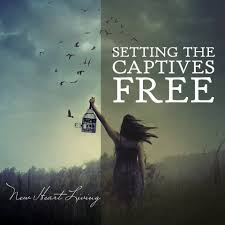 SETTING THE
CAPTIVES
FREE
New Heart Living